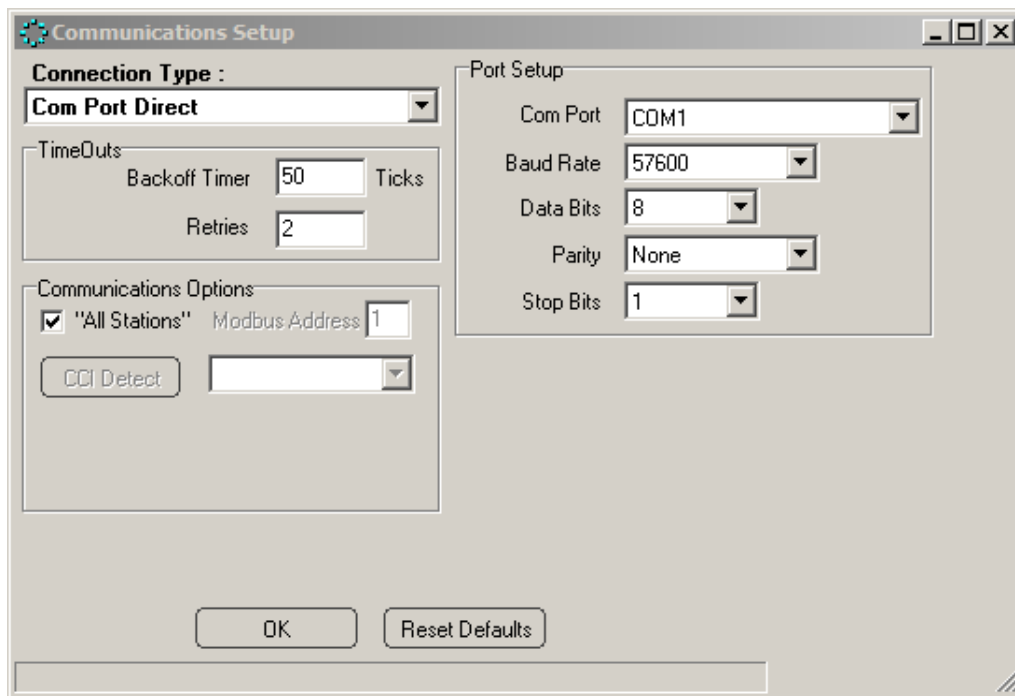 Communications Setup
Connection Type :
Com Port Direct
TimeOuts
Backoff Timer 50 Ticks
Retries 2
Communications Options
"All Stations" Modbus Address 1
CCI Detect
Port Setup
Com Port COM1
Baud Rate 57600
Data Bits 8
Parity None
Stop Bits 1
OK Reset Defaults